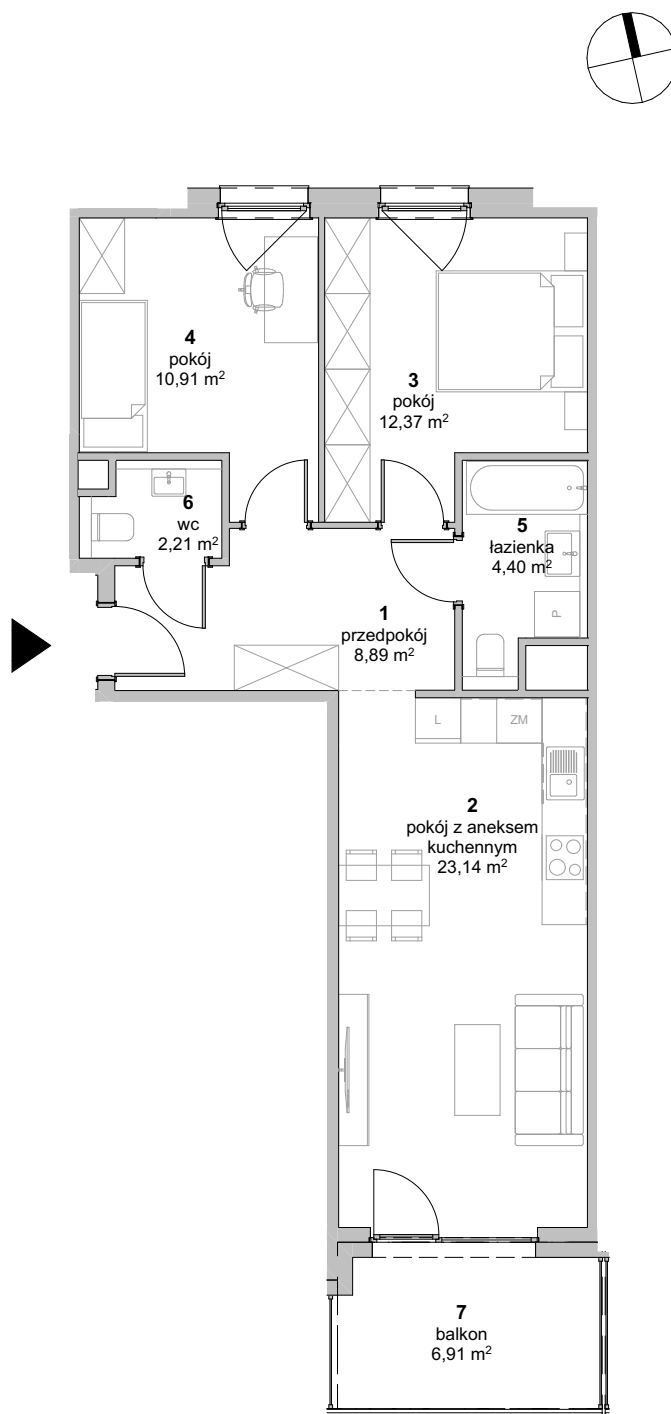 4
pokój
10,91 m²
3
pokój
12,37 m²
6
wc
2,21 m²
5
łazienka
4,40 m²
P
1
przedpokój
8,89 m²
L
ZM
2
pokój z aneksem
kuchennym
23,14 m²
7
balkon
6,91 m²